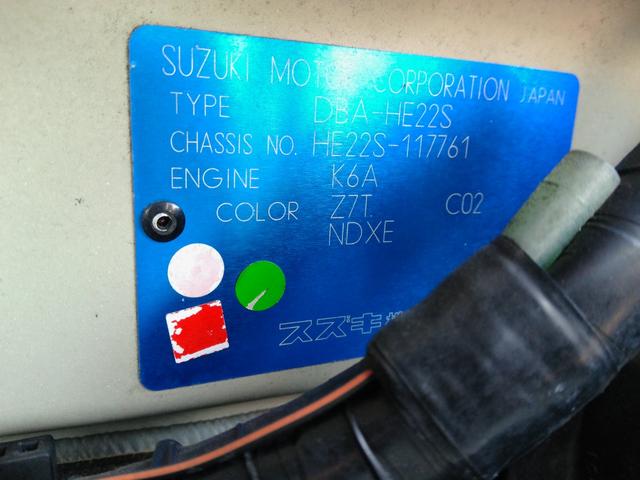 SUZUKI MOTOR CORPORATION JAPAN
TYPE DBA-HE22S
CHASSIS NO. HE22S-117761
ENGINE K6A
COLOR Z7T C02
NDXE
スズキ